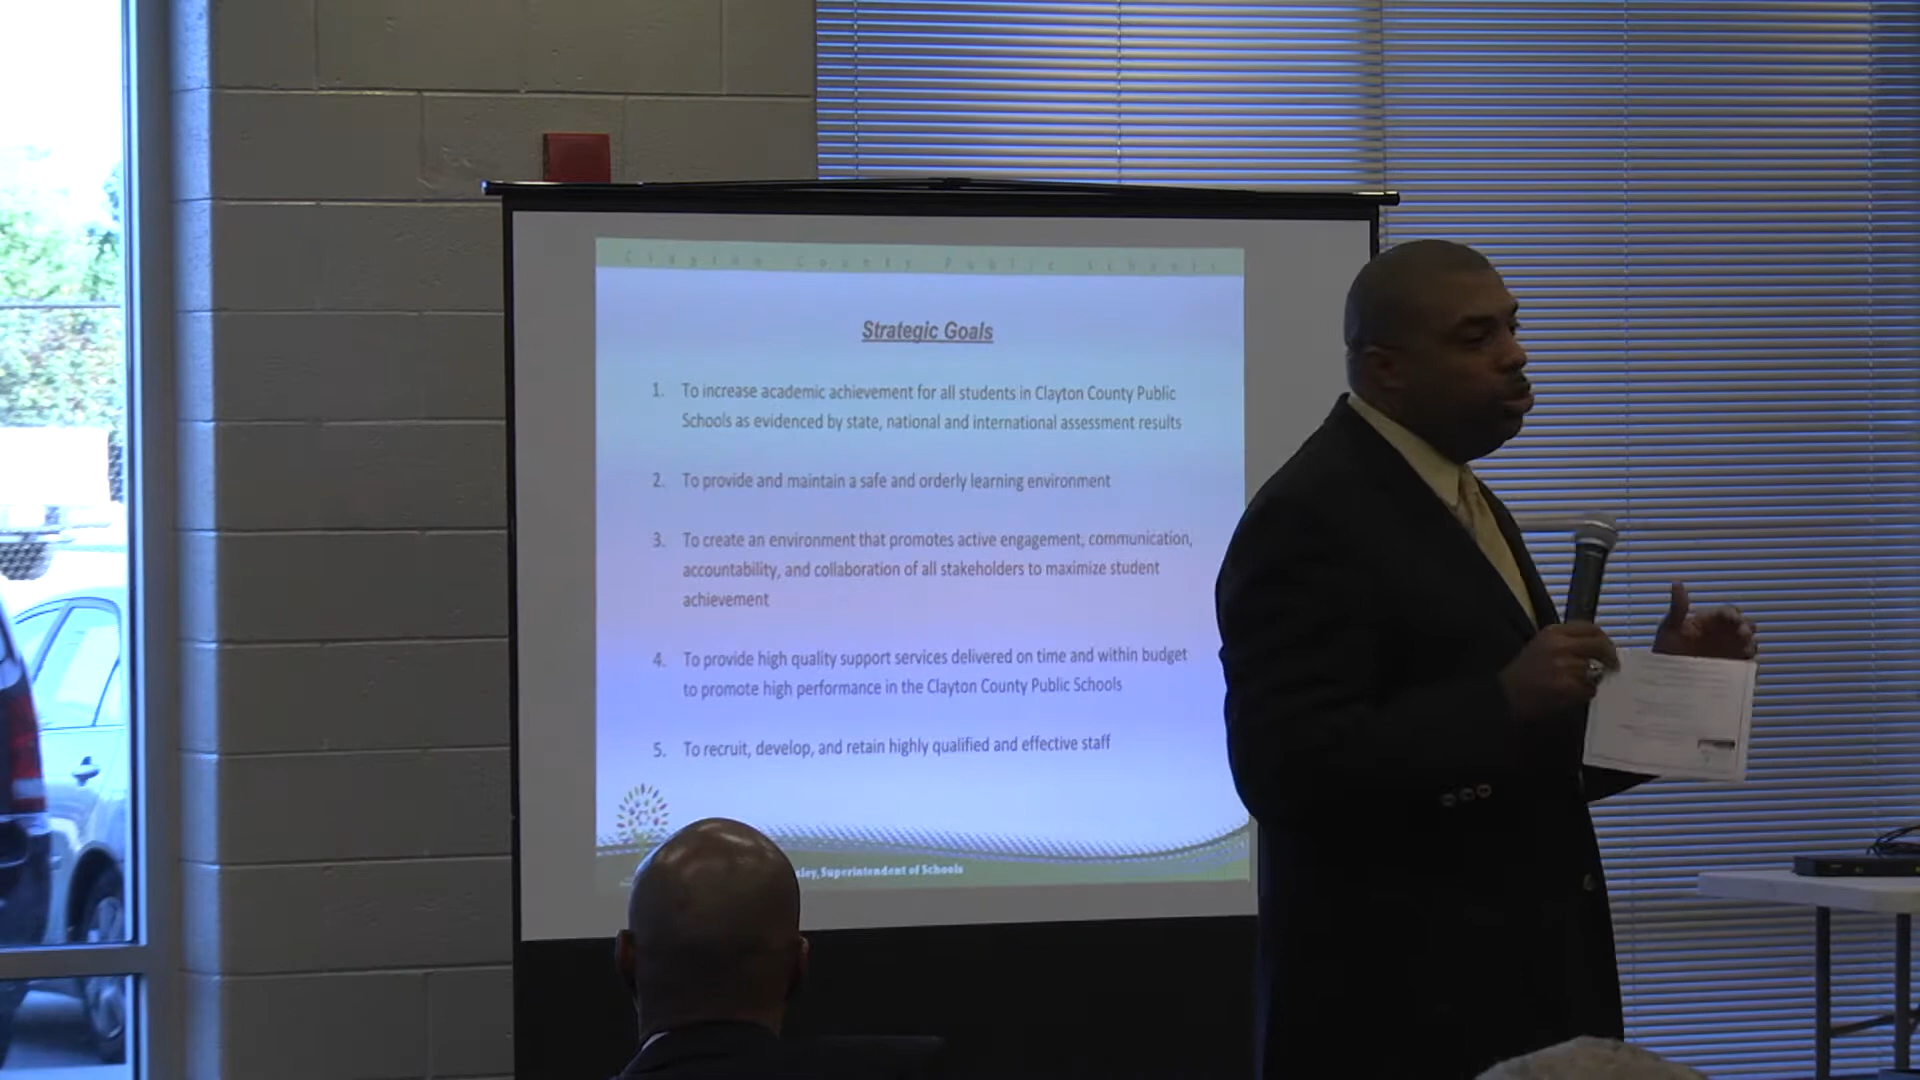 Clayton County Public Schools
Strategic Goals
1. To increase academic achievement for all students in Clayton County Public
Schools as evidenced by state, national and international assessment results
2. To provide and maintain a safe and orderly learning environment
3. To create an environment that promotes active engagement, communication,
accountability, and collaboration of all stakeholders to maximize student
achievement
4. To provide high quality support services delivered on time and within budget
to promote high performance in the Clayton County Public Schools
5. To recruit, develop, and retain highly qualified and effective staff
Superintendent of Schools